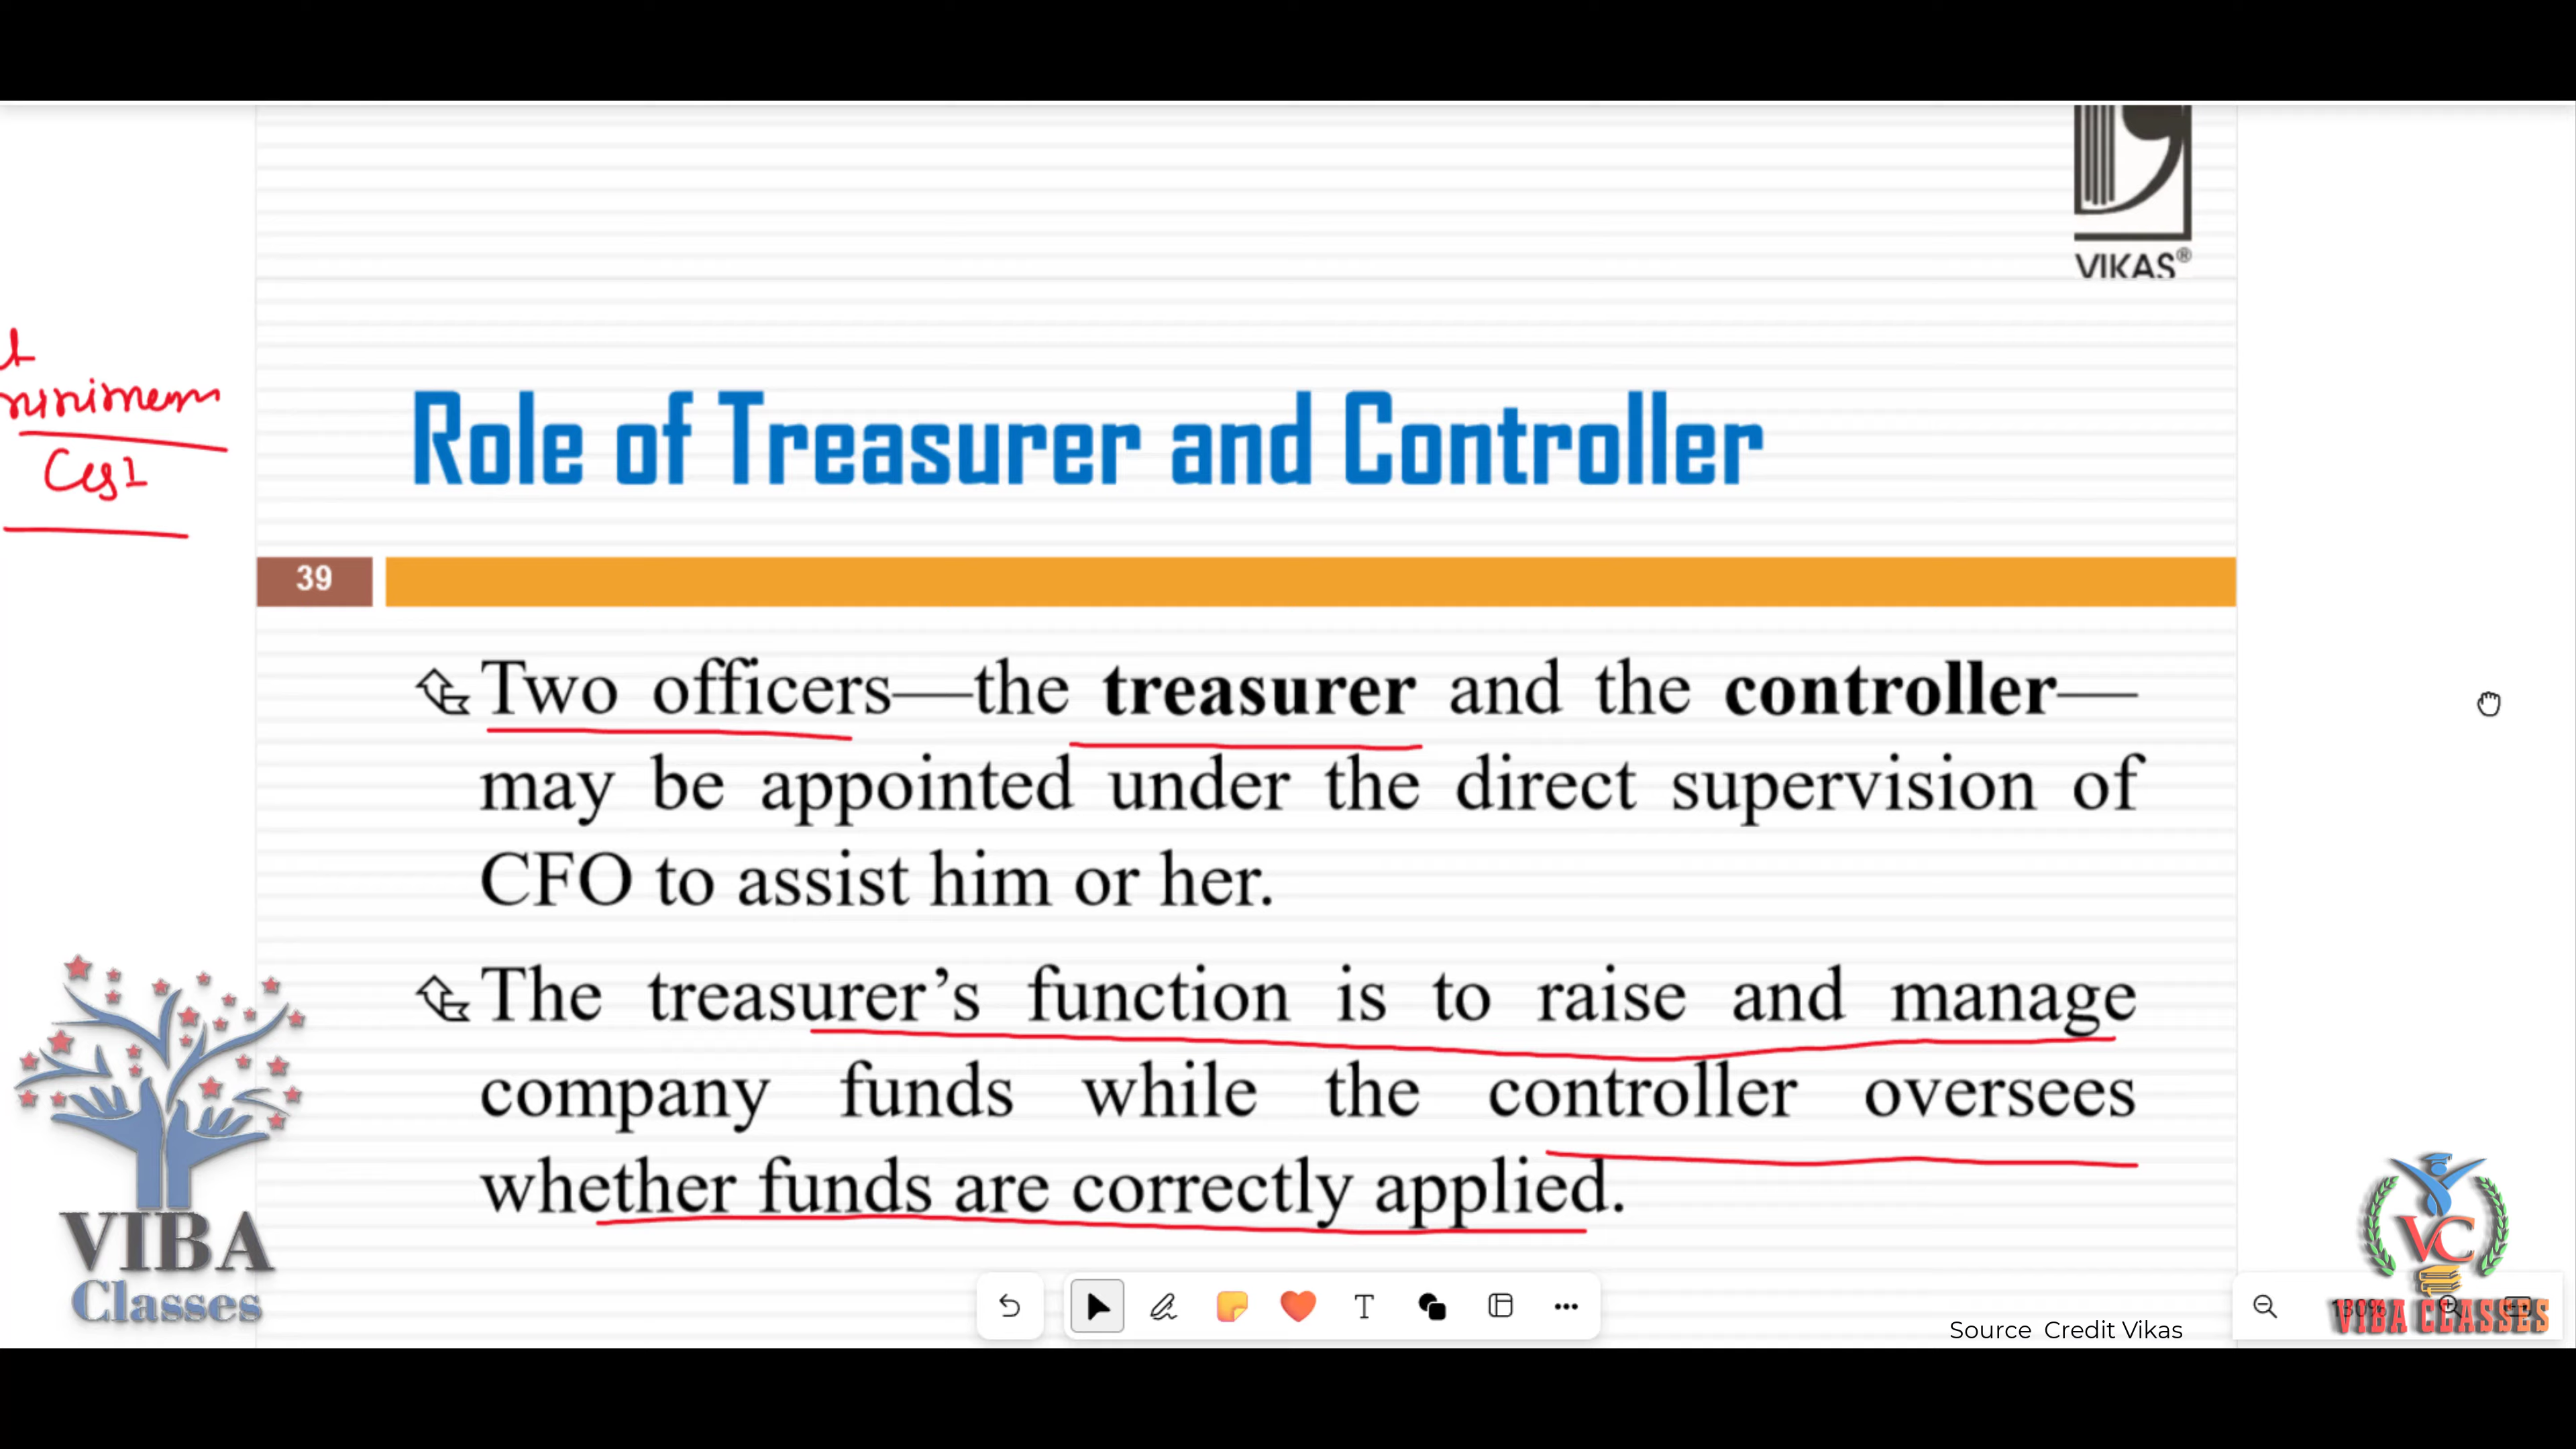 VIKAS®
Role of Treasurer and Controller
39
Two officers—the treasurer and the controller—
may be appointed under the direct supervision of
CFO to assist him or her.
The treasurer's function is to raise and manage
company funds while the controller oversees
whether funds are correctly applied.
VIBA
Classes
T
Source Credit Vikas
VC
130%
VIBA CLASSES